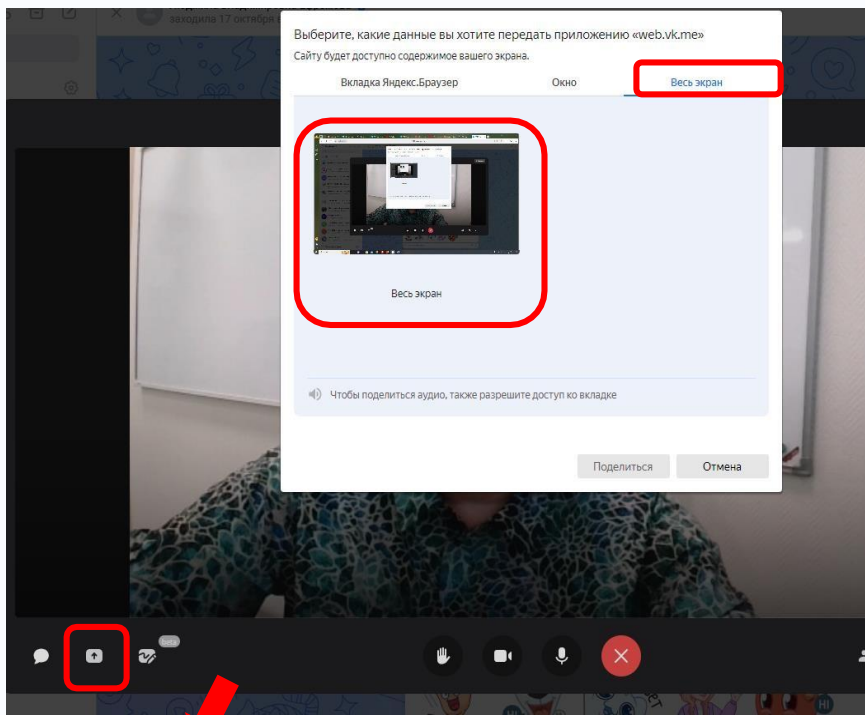 заходила 17 октября в
Выберите, какие данные вы хотите передать приложению «web.vk.me»
Сайту будет доступно содержимое вашего экрана.
Вкладка Яндекс.Браузер Окно Весь экран
Весь экран
Чтобы поделиться аудио, также разрешите доступ ко вкладке
Поделиться Отмена
beta
HI
HI